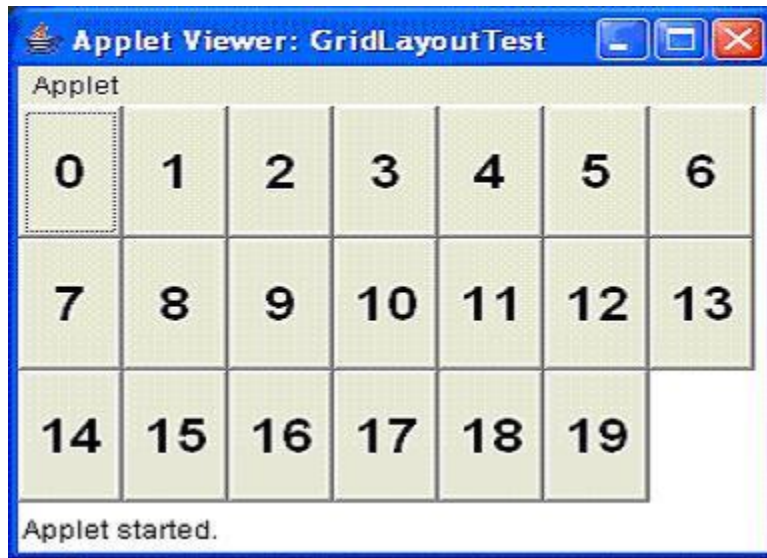 Applet Viewer: GridLayoutTest
Applet
0 1 2 3 4 5 6
7 8 9 10 11 12 13
14 15 16 17 18 19
Applet started.